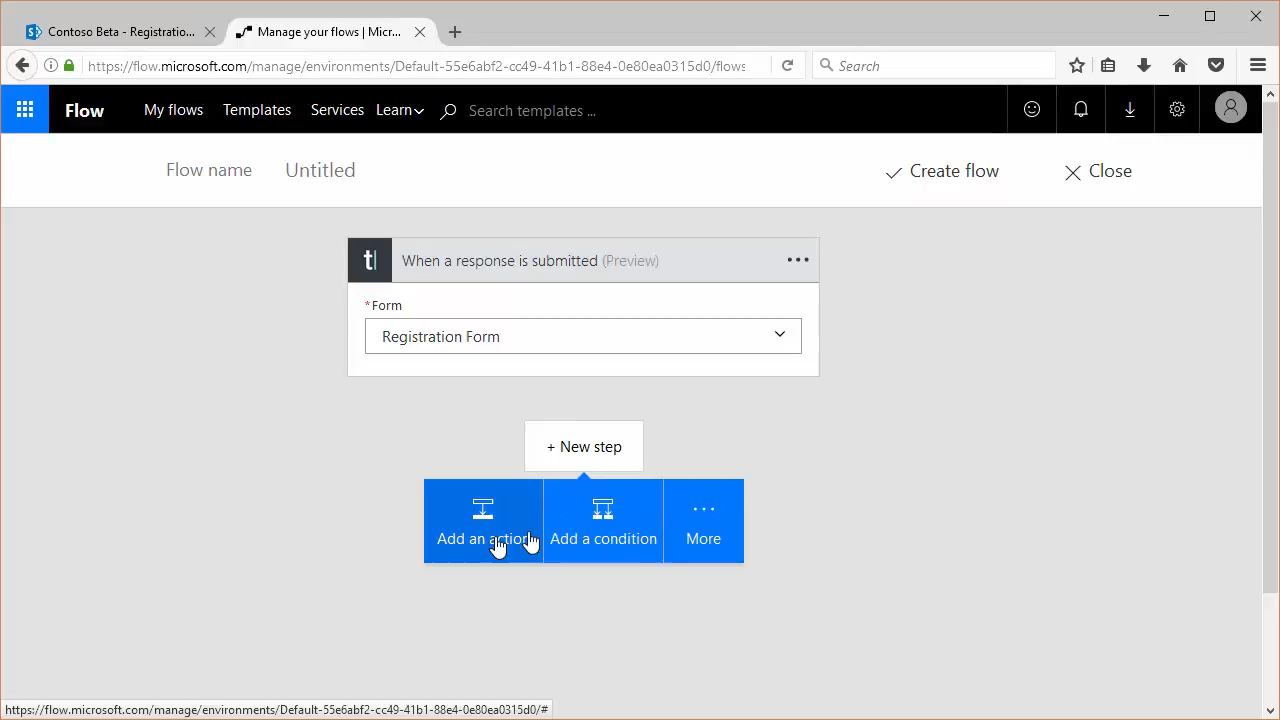 Contoso Beta - Registratio...
Manage your flows | Micr...
https://flow.microsoft.com/manage/environments/Default-55e6abf2-cc49-41b1-88e4-0e80ea0315d0/flows
Search
Flow
My flows
Templates
Services
Learn
Search templates ...
Flow name
Untitled
Create flow
Close
t
When a response is submitted (Preview)
*Form
Registration Form
+ New step
Add an action
Add a condition
More
https://flow.microsoft.com/manage/environments/Default-55e6abf2-cc49-41b1-88e4-0e80ea0315d0/#